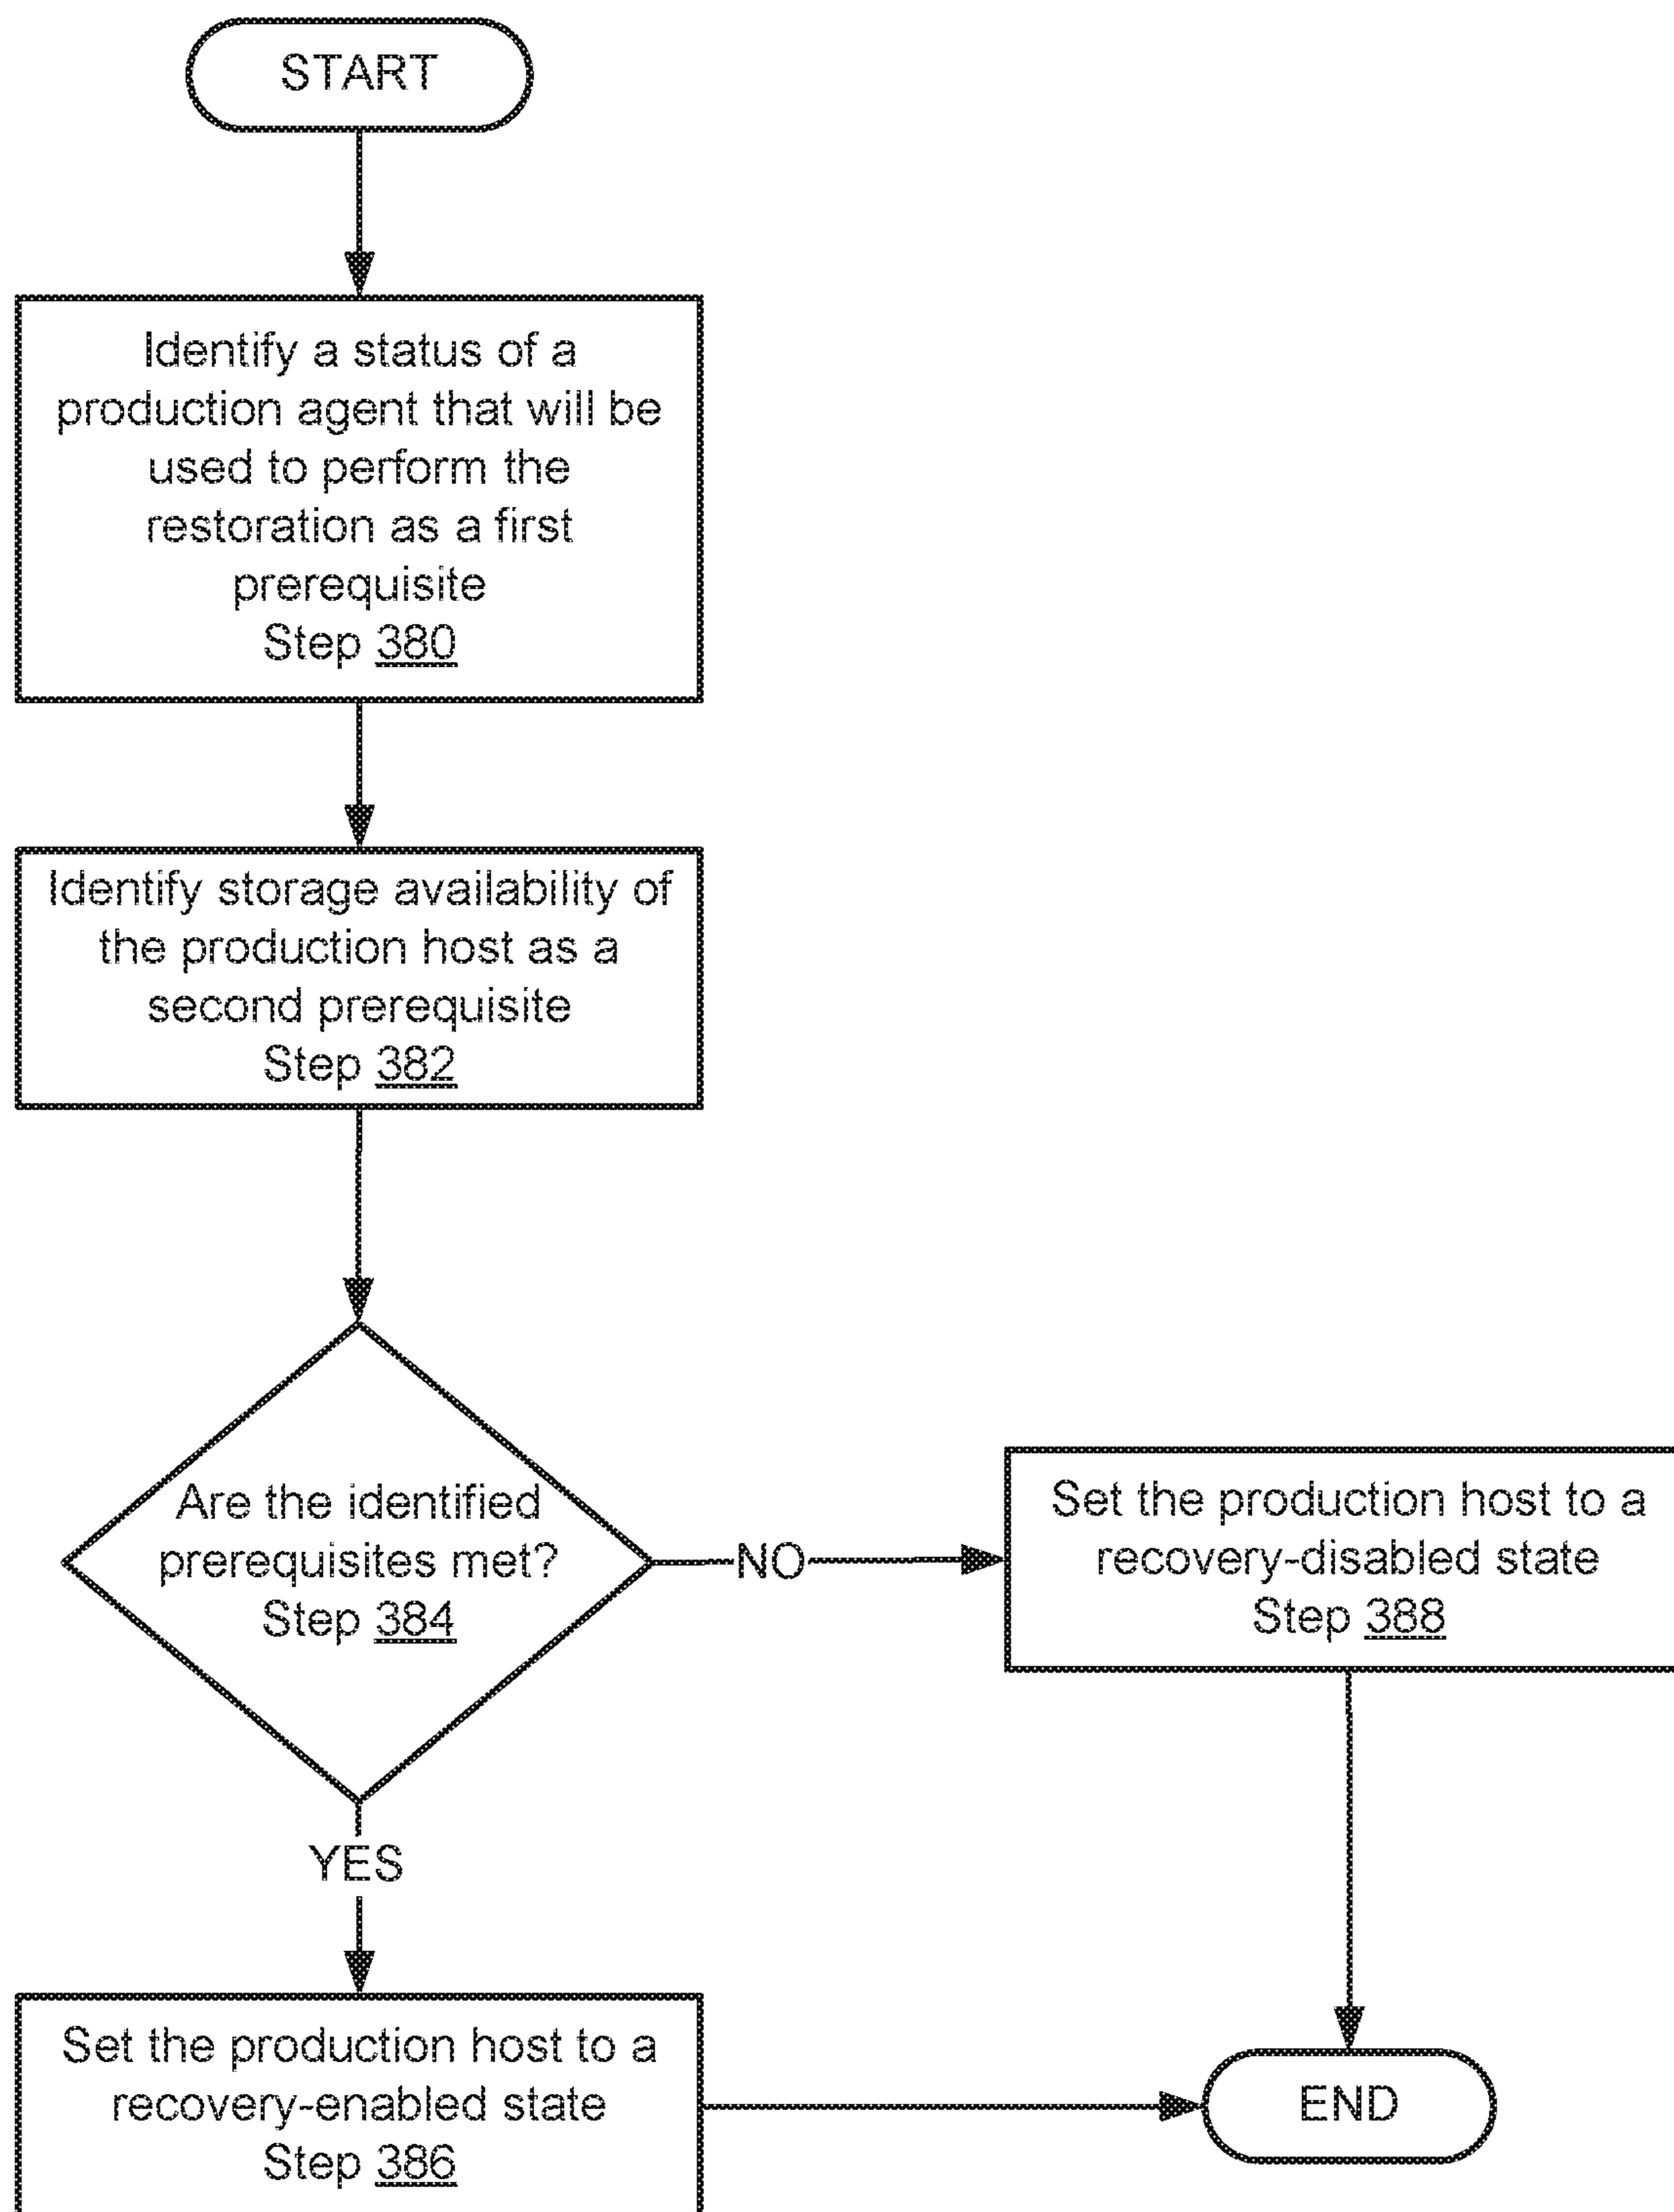 START
Identify a status of a
production agent that will be
used to perform the
restoration as a first
prerequisite
Step 380
Identify storage availability of
the production host as a
second prerequisite
Step 382
Are the identified
prerequisites met?
Step 384
NO
Set the production host to a
recovery-disabled state
Step 388
YES
Set the production host to a
recovery-enabled state
Step 386
END